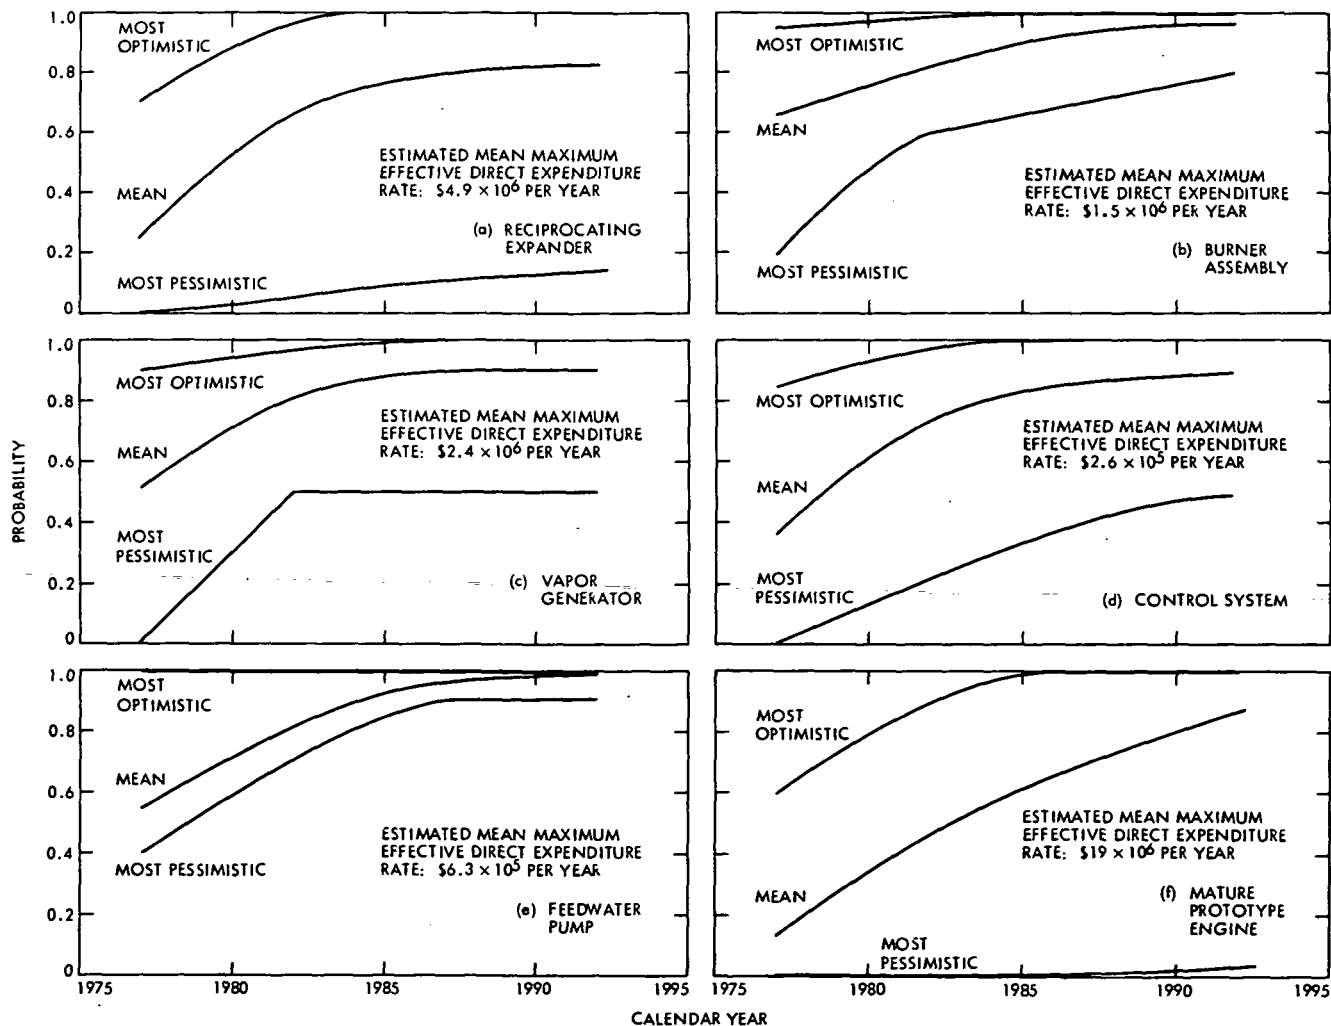 1.0
0.8
0.6
0.4
0.2
0
MOST
OPTIMISTIC
MEAN
MOST PESSIMISTIC
ESTIMATED MEAN MAXIMUM
EFFECTIVE DIRECT EXPENDITURE
RATE: $4.9 × 10⁶ PER YEAR
(a) RECIPROCATING
EXPANDER
MOST OPTIMISTIC
MEAN
MOST PESSIMISTIC
ESTIMATED MEAN MAXIMUM
EFFECTIVE DIRECT EXPENDITURE
RATE: $1.5 × 10⁶ PER YEAR
(b) BURNER
ASSEMBLY
PROBABILITY
1.0
0.8
0.6
0.4
0.2
0
MOST OPTIMISTIC
MEAN
MOST
PESSIMISTIC
ESTIMATED MEAN MAXIMUM
EFFECTIVE DIRECT EXPENDITURE
RATE: $2.4 × 10⁶ PER YEAR
(c) VAPOR
GENERATOR
MOST OPTIMISTIC
MEAN
MOST
PESSIMISTIC
ESTIMATED MEAN MAXIMUM
EFFECTIVE DIRECT EXPENDITURE
RATE: $2.6 × 10⁵ PER YEAR
(d) CONTROL SYSTEM
1.0
0.8
0.6
0.4
0.2
0
MOST
OPTIMISTIC
MEAN
MOST PESSIMISTIC
ESTIMATED MEAN MAXIMUM
EFFECTIVE DIRECT EXPENDITURE
RATE: $6.3 × 10⁵ PER YEAR
(e) FEEDWATER
PUMP
1975 1980 1985 1990 1995
MOST
OPTIMISTIC
MEAN
MOST
PESSIMISTIC
ESTIMATED MEAN MAXIMUM
EFFECTIVE DIRECT EXPENDITURE
RATE: $19 × 10⁶ PER YEAR
(f) MATURE
PROTOTYPE
ENGINE
1975 1980 1985 1990 1995
CALENDAR YEAR